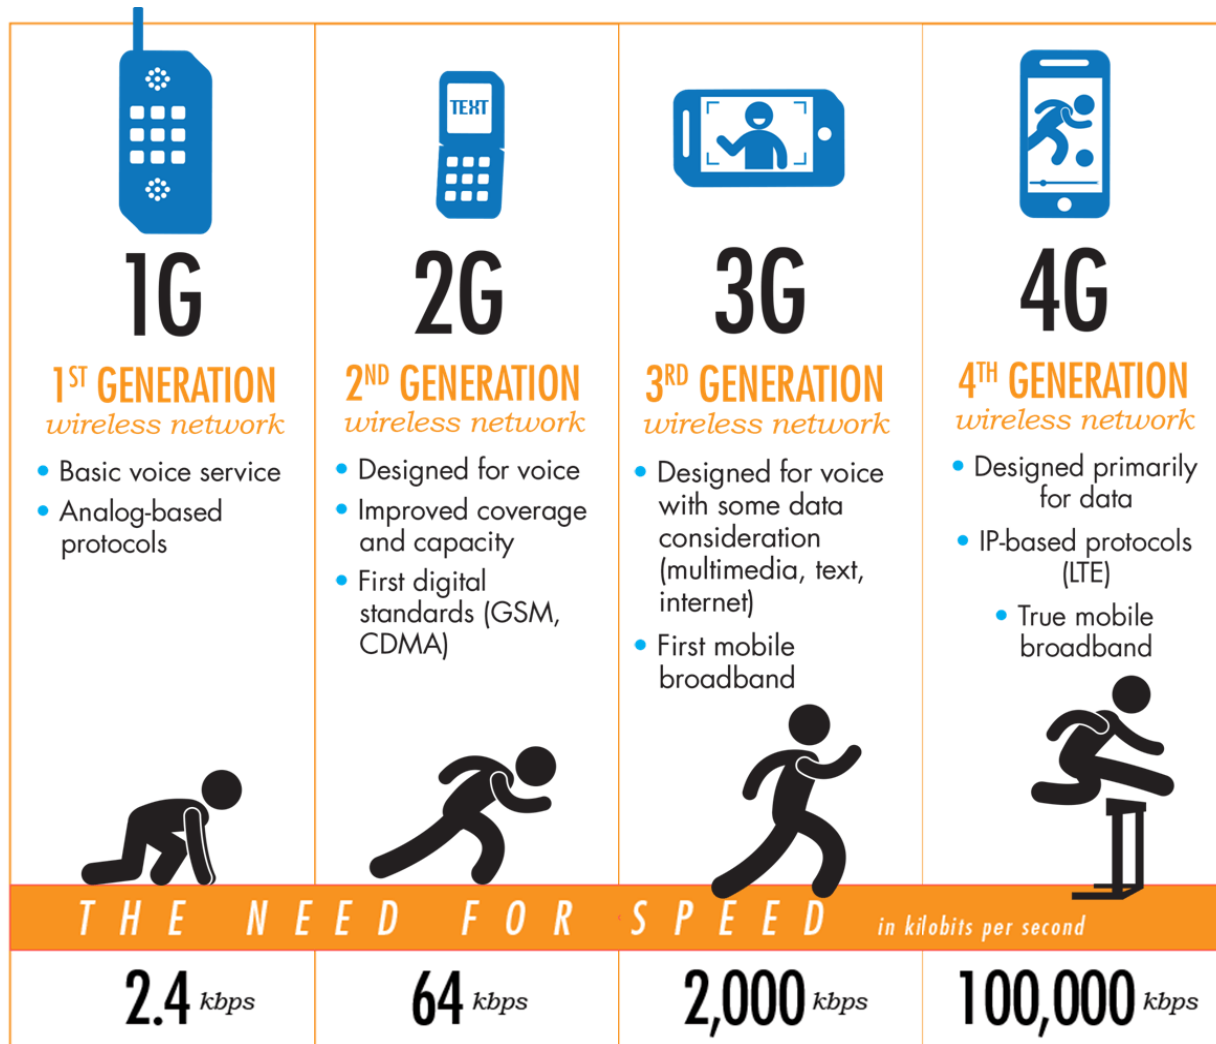 TEXT
1G
1ST GENERATION
wireless network
• Basic voice service
• Analog-based
protocols
2G
2ND GENERATION
wireless network
• Designed for voice
• Improved coverage
and capacity
• First digital
standards (GSM,
CDMA)
3G
3RD GENERATION
wireless network
• Designed for voice
with some data
consideration
(multimedia, text,
internet)
• First mobile
broadband
4G
4TH GENERATION
wireless network
• Designed primarily
for data
• IP-based protocols
(LTE)
• True mobile
broadband
THE NEED FOR SPEED in kilobits per second
2.4 kbps
64 kbps
2,000 kbps
100,000 kbps